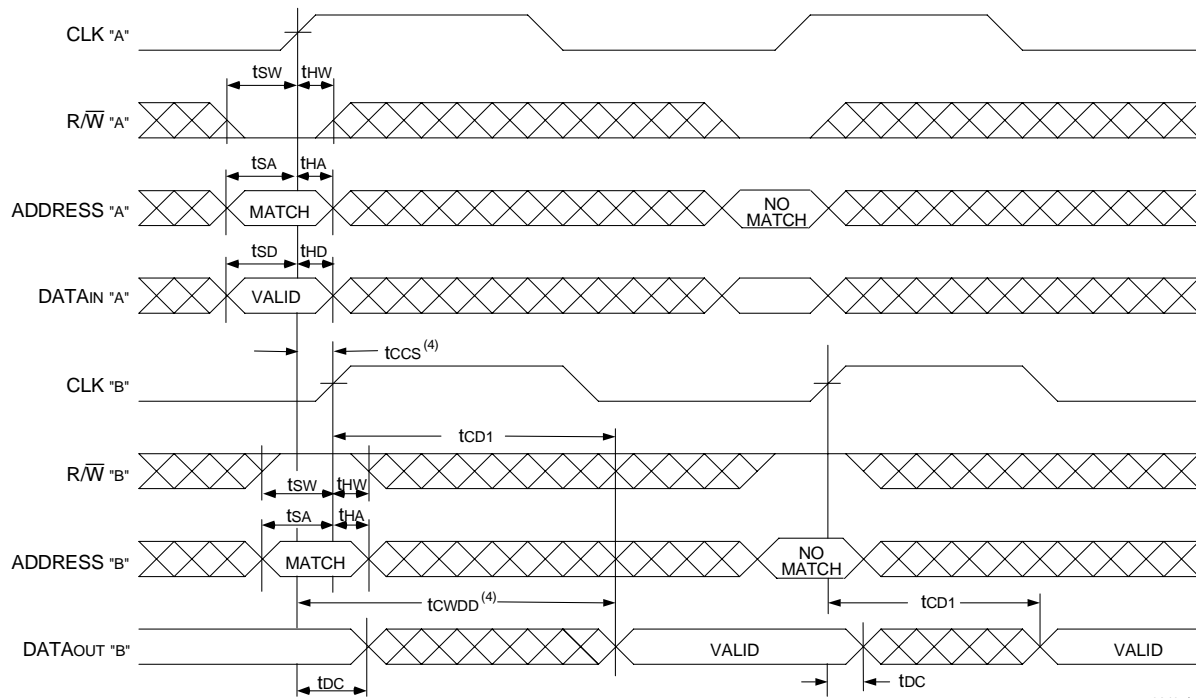 CLK "A"
tSW tHW
R/W̅ "A"
tSA tHA
ADDRESS "A" MATCH NO MATCH
tSD tHD
DATAIN "A" VALID
tCCS (4)
CLK "B"
tCD1
R/W̅ "B"
tSW tHW
tSA tHA
ADDRESS "B" MATCH NO MATCH
tCWDD (4) tCD1
DATAOUT "B" VALID VALID
tDC tDC